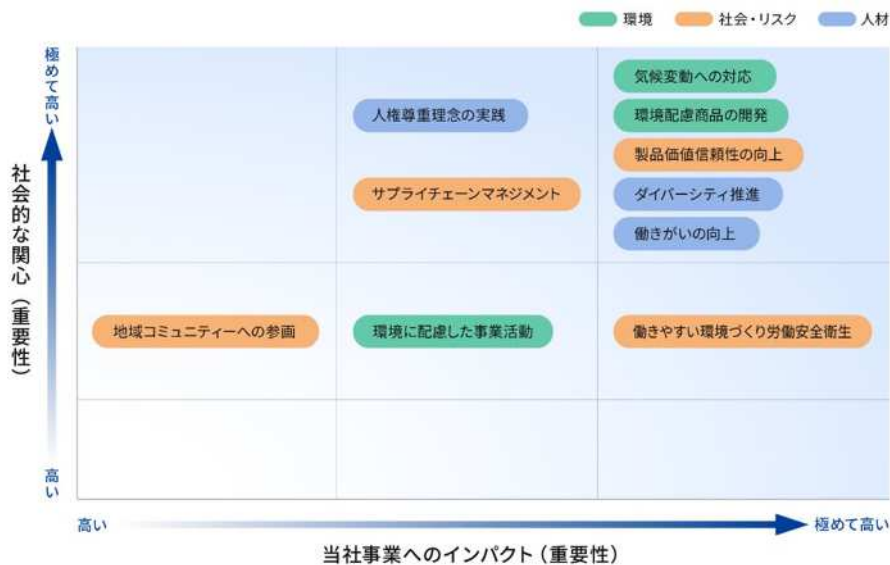 環境
社会・リスク
人材
極めて高い
社会的な関心（重要性）
高い
気候変動への対応
人権尊重理念の実践
環境配慮商品の開発
製品価値信頼性の向上
サプライチェーンマネジメント
ダイバーシティ推進
働きがいの向上
地域コミュニティーへの参画
環境に配慮した事業活動
働きやすい環境づくり労働安全衛生
高い
極めて高い
当社事業へのインパクト（重要性）